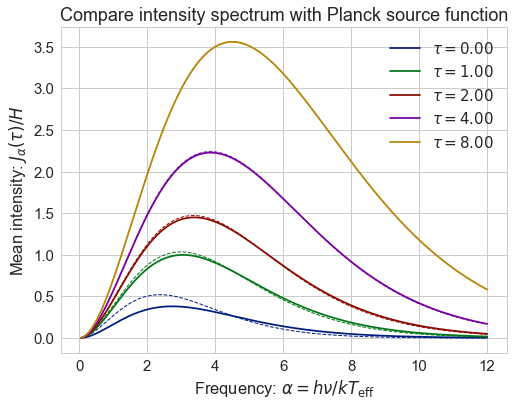 Compare intensity spectrum with Planck source function
Mean intensity: J_α(τ)/H
3.5
3.0
2.5
2.0
1.5
1.0
0.5
0.0
τ = 0.00
τ = 1.00
τ = 2.00
τ = 4.00
τ = 8.00
0 2 4 6 8 10 12
Frequency: α = hν/kT_eff